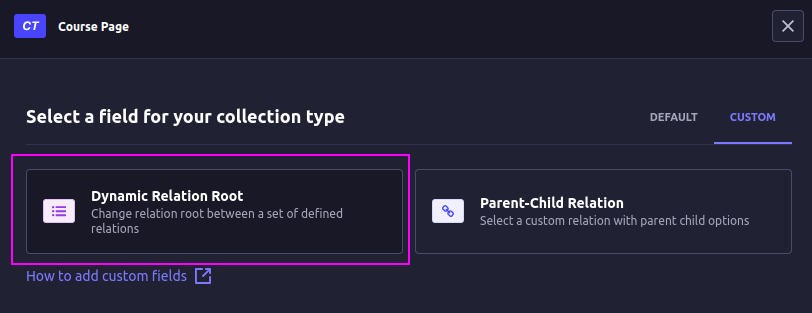 CT Course Page
Select a field for your collection type
DEFAULT CUSTOM
Dynamic Relation Root
Change relation root between a set of defined
relations
Parent-Child Relation
Select a custom relation with parent child options
How to add custom fields